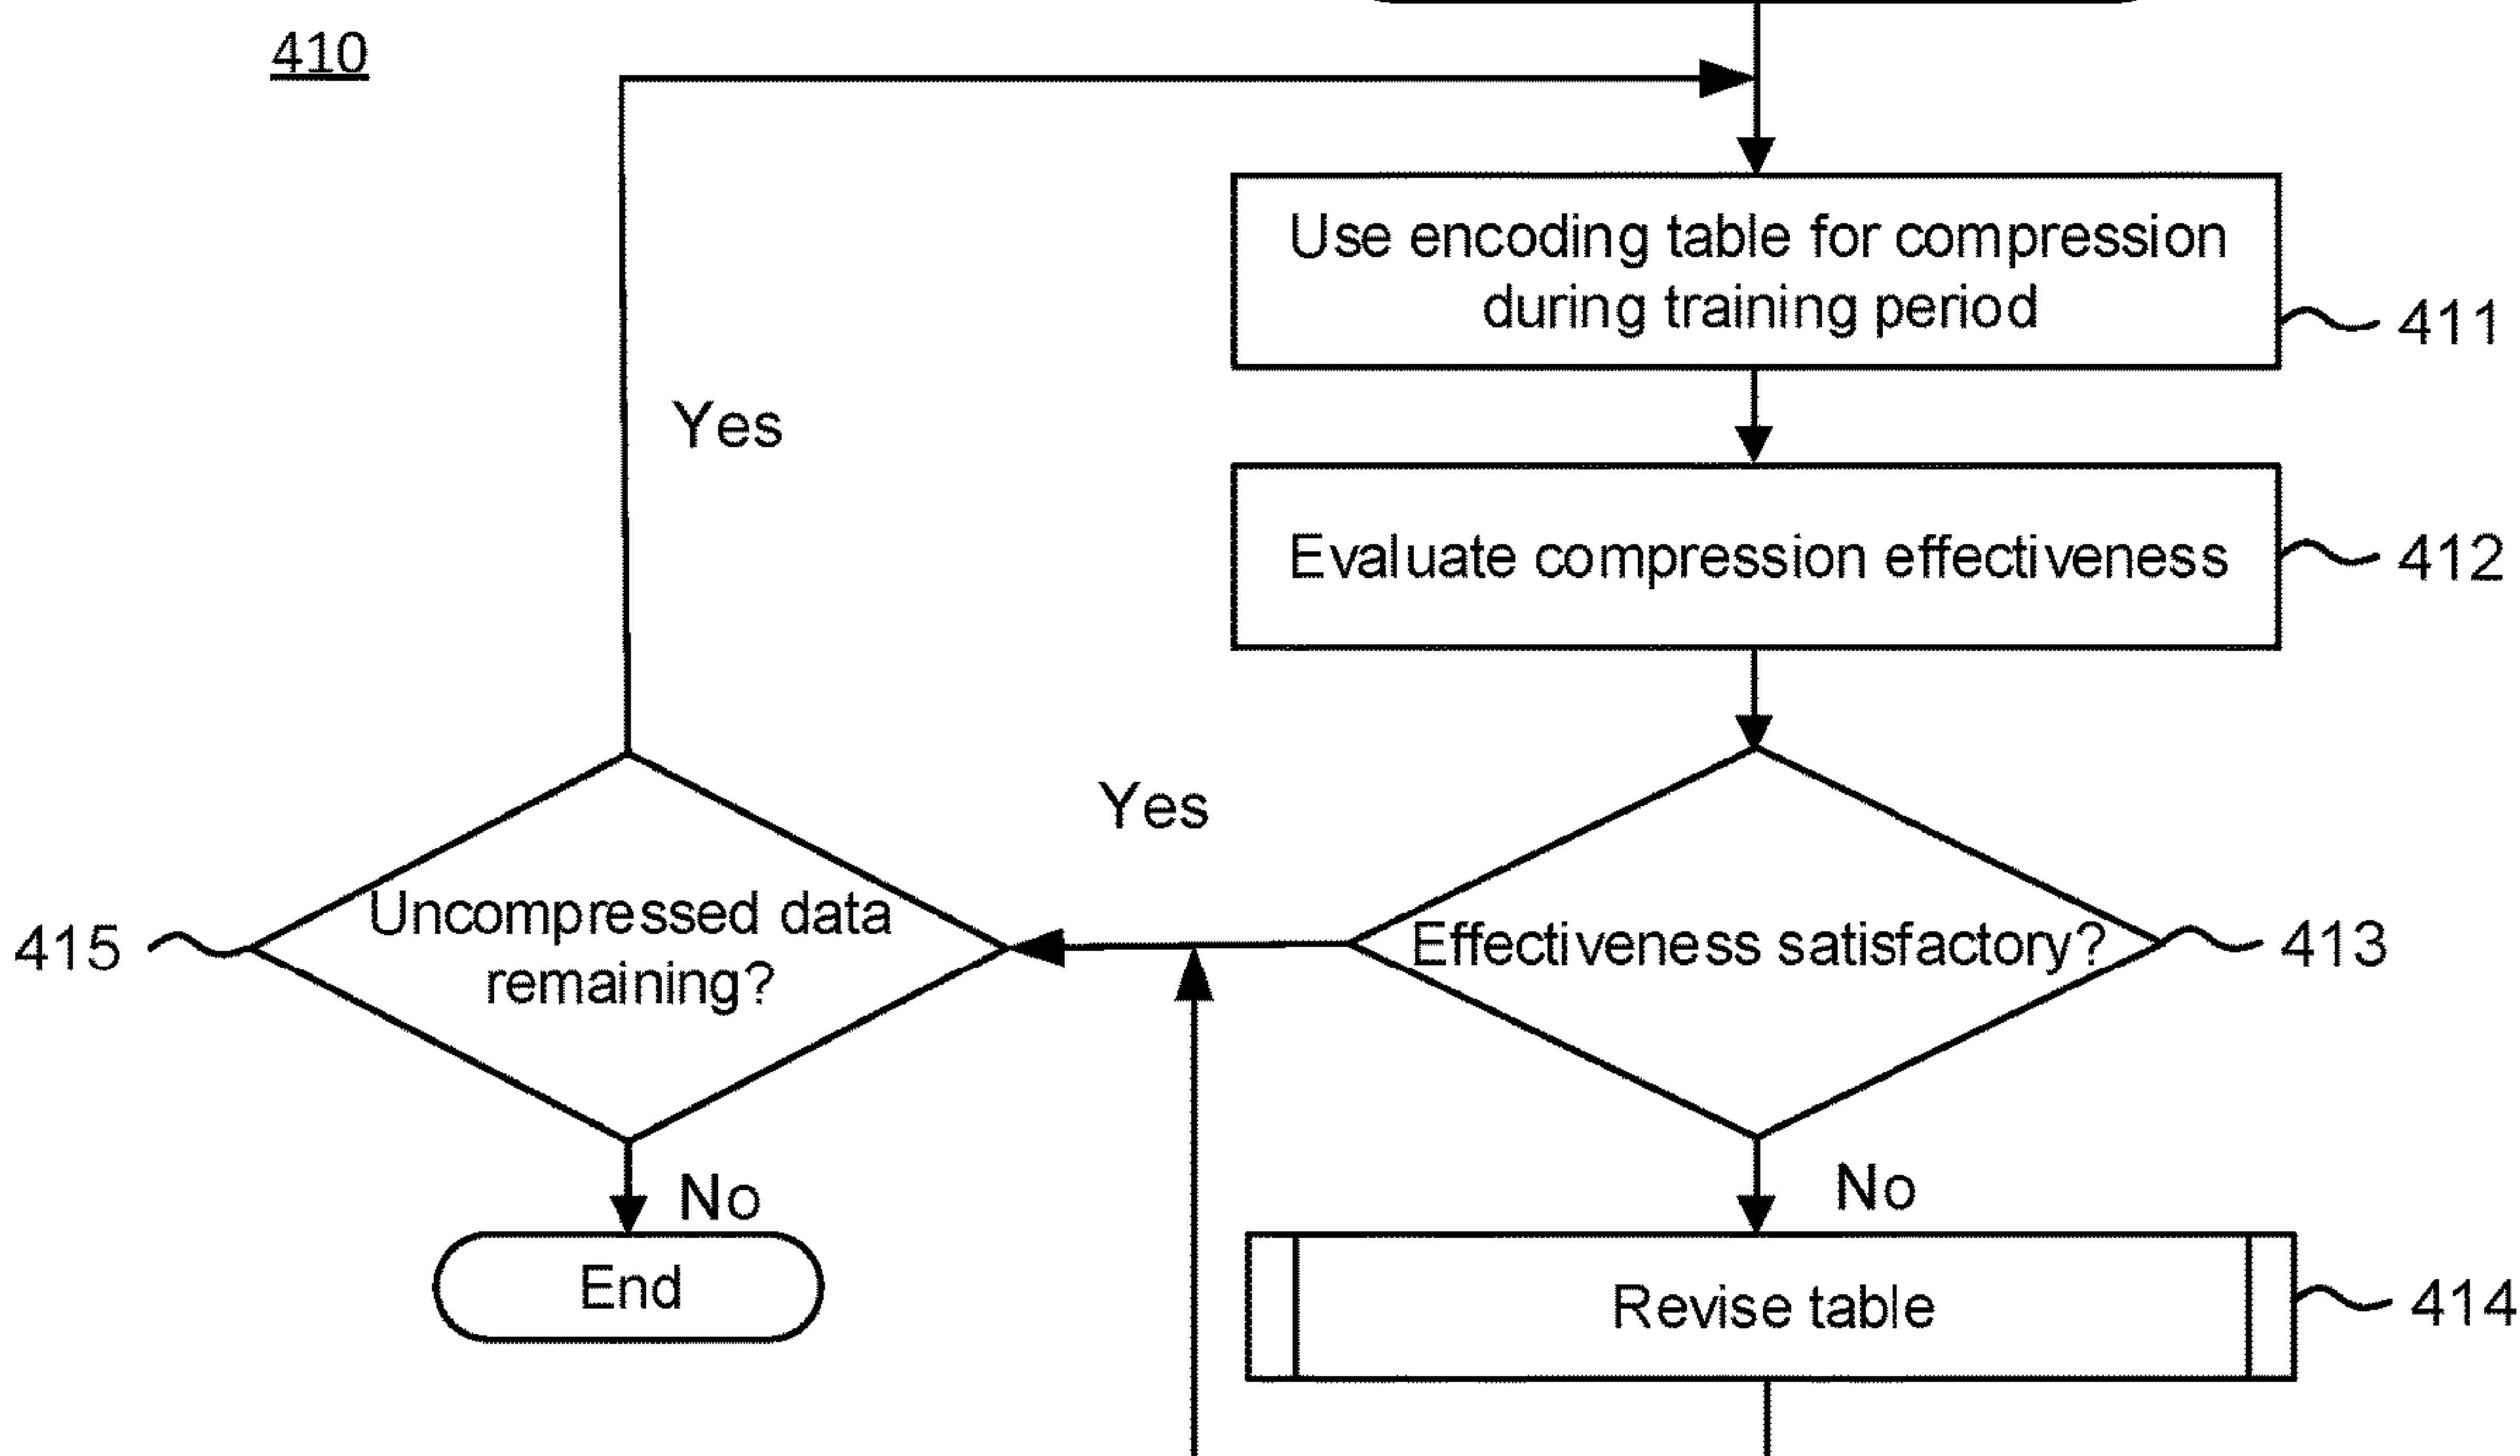 410
Use encoding table for compression
during training period
411
Yes
Evaluate compression effectiveness
412
Yes
Uncompressed data
remaining?
415
Effectiveness satisfactory?
413
No
No
End
Revise table
414